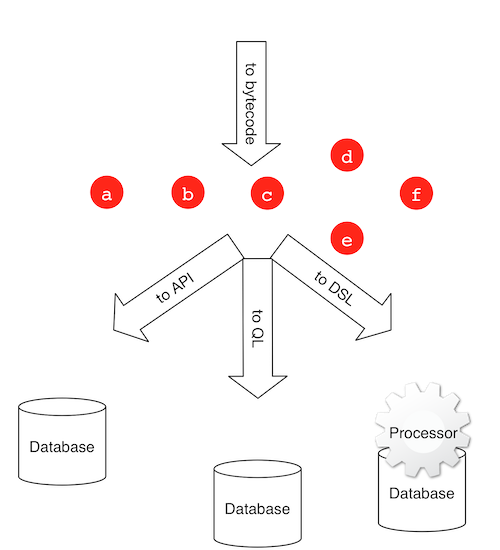 to bytecode
d
a
b
c
f
e
to API
to QL
to DSL
Database
Processor
Database
Database